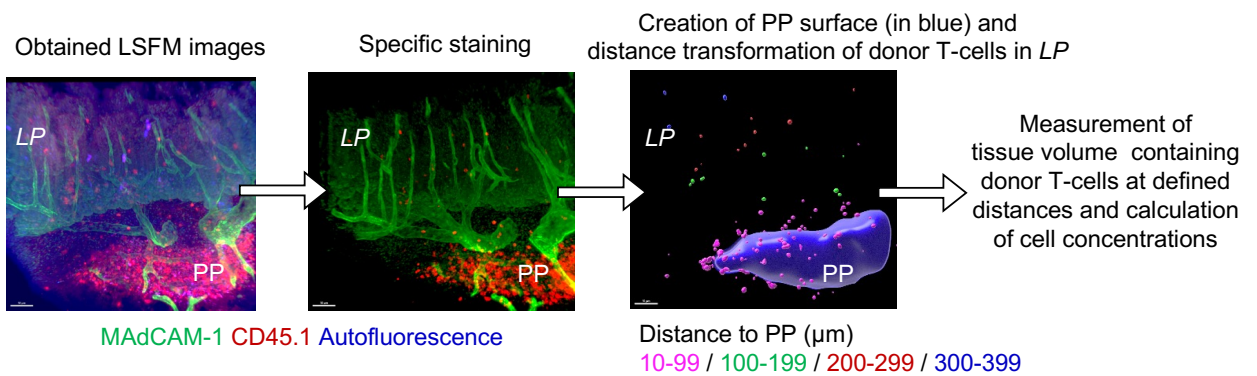 Obtained LSFM images
Specific staining
Creation of PP surface (in blue) and
distance transformation of donor T-cells in LP
LP
PP
LP
PP
LP
PP
Measurement of
tissue volume containing
donor T-cells at defined
distances and calculation
of cell concentrations
MAdCAM-1 CD45.1 Autofluorescence
Distance to PP (µm)
10-99 / 100-199 / 200-299 / 300-399